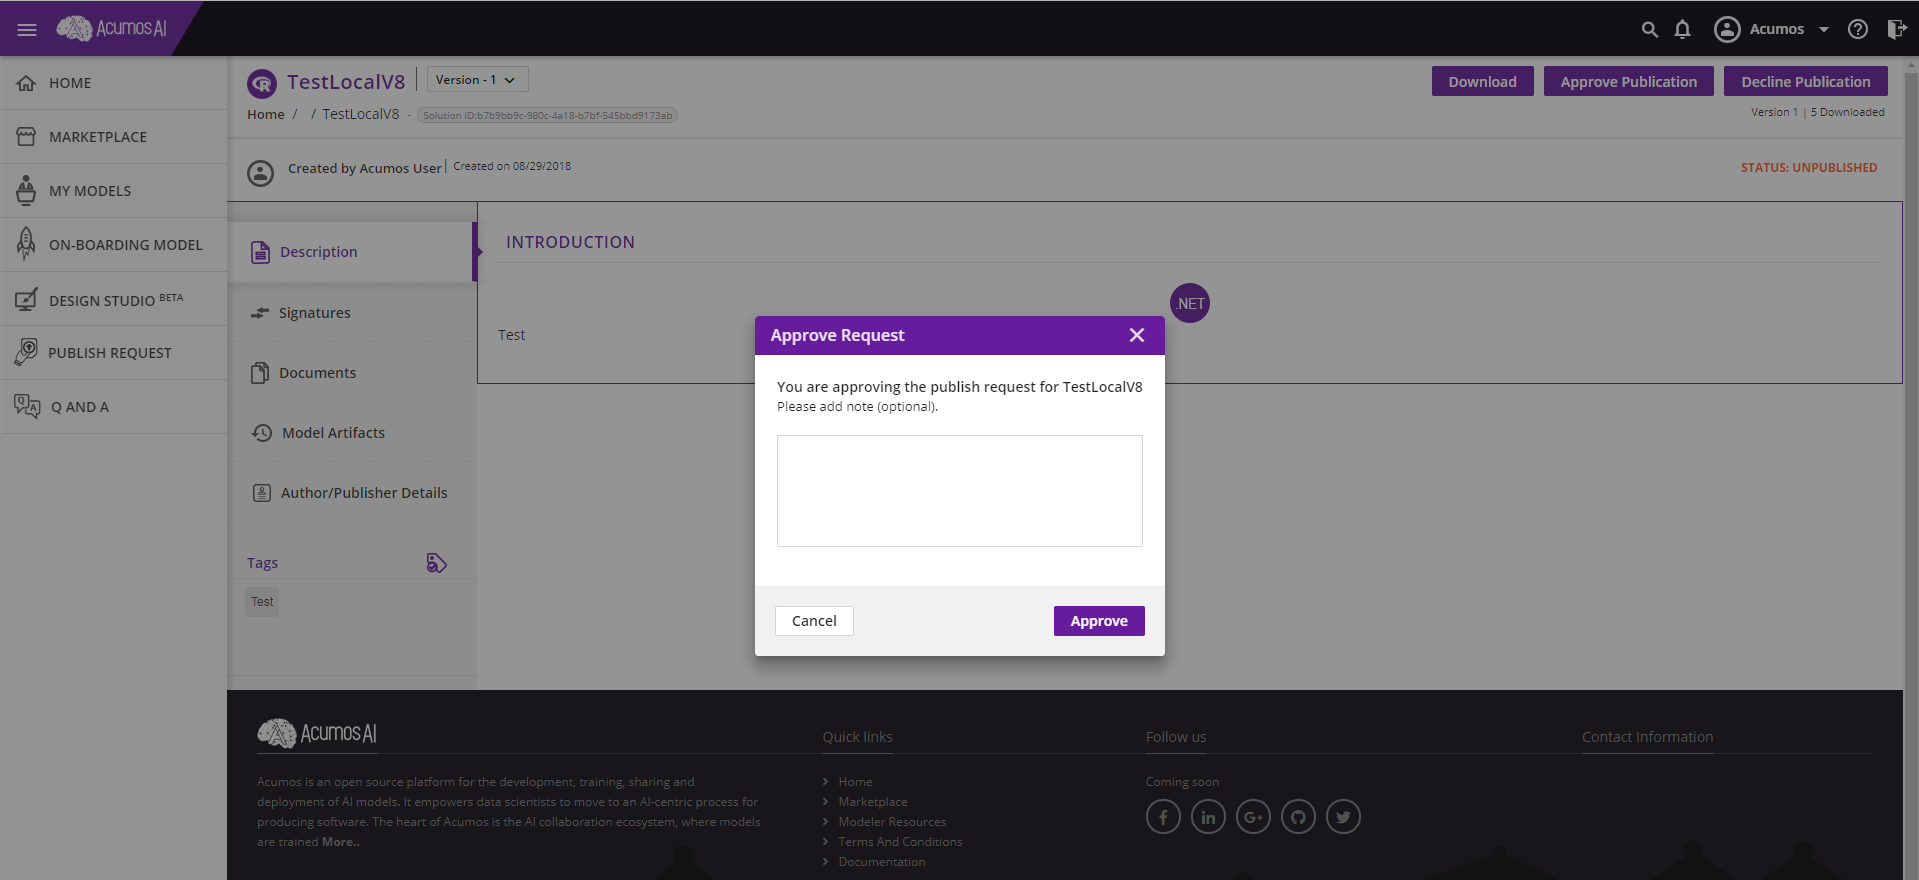 Acumos AI
Acumos
HOME
MARKETPLACE
MY MODELS
ON-BOARDING MODEL
DESIGN STUDIO BETA
PUBLISH REQUEST
Q AND A
TestLocalV8
Version - 1
Download
Approve Publication
Decline Publication
Home / / TestLocalV8 - Solution ID:b7b9bb9c-980c-4a18-b7bf-545bbd9173ab
Version 1 | 5 Downloaded
Created by Acumos User | Created on 08/29/2018
STATUS: UNPUBLISHED
Description
Signatures
Documents
Model Artifacts
Author/Publisher Details
Tags
Test
INTRODUCTION
.NET
Test
Approve Request
You are approving the publish request for TestLocalV8
Please add note (optional).
Cancel
Approve
Acumos AI
Acumos is an open source platform for the development, training, sharing and
deployment of AI models. It empowers data scientists to move to an AI-centric process for
producing software. The heart of Acumos is the AI collaboration ecosystem, where models
are trained More..
Quick links
Home
Marketplace
Modeler Resources
Terms And Conditions
Documentation
Follow us
Coming soon
Contact Information